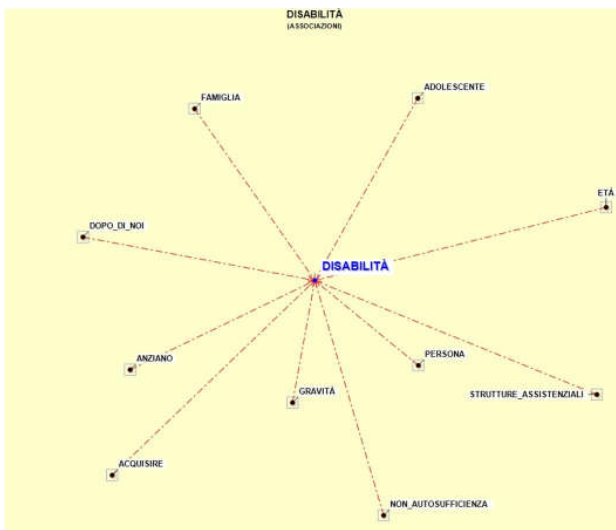 DISABILITÀ
(ASSOCIAZIONI)
ADOLESCENTE
FAMIGLIA
ETÀ
DOPO_DI_NOI
DISABILITÀ
PERSONA
ANZIANO
GRAVITÀ
STRUTTURE_ASSISTENZIALI
ACQUISIRE
NON_AUTOSUFFICIENZA